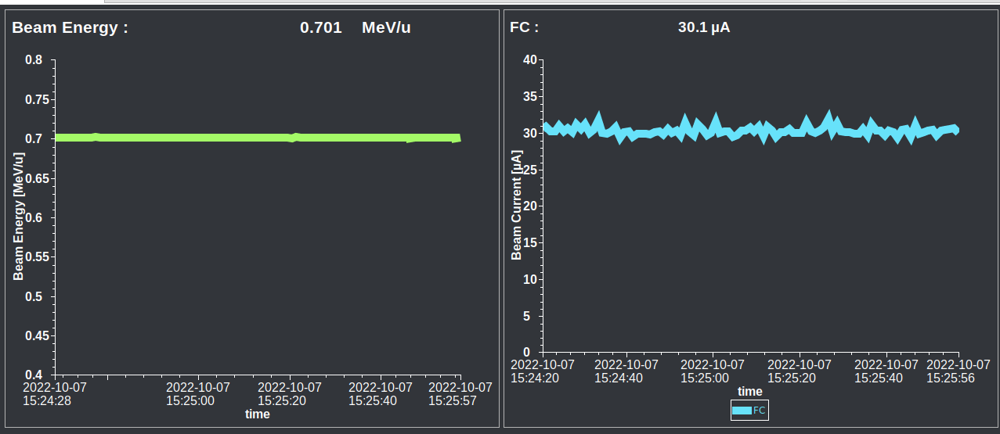 Beam Energy : 0.701 MeV/u
0.8
0.75
0.7
0.65
0.6
0.55
0.5
0.45
0.4
Beam Energy [MeV/u]
2022-10-07 2022-10-07 2022-10-07 2022-10-07 2022-10-07
15:24:28 15:25:00 15:25:20 15:25:40 15:25:57
time
FC : 30.1 µA
40
35
30
25
20
15
10
5
0
Beam Current [µA]
2022-10-07 2022-10-07 2022-10-07 2022-10-07 2022-10-07 2022-10-07
15:24:20 15:24:40 15:25:00 15:25:20 15:25:40 15:25:56
time
FC